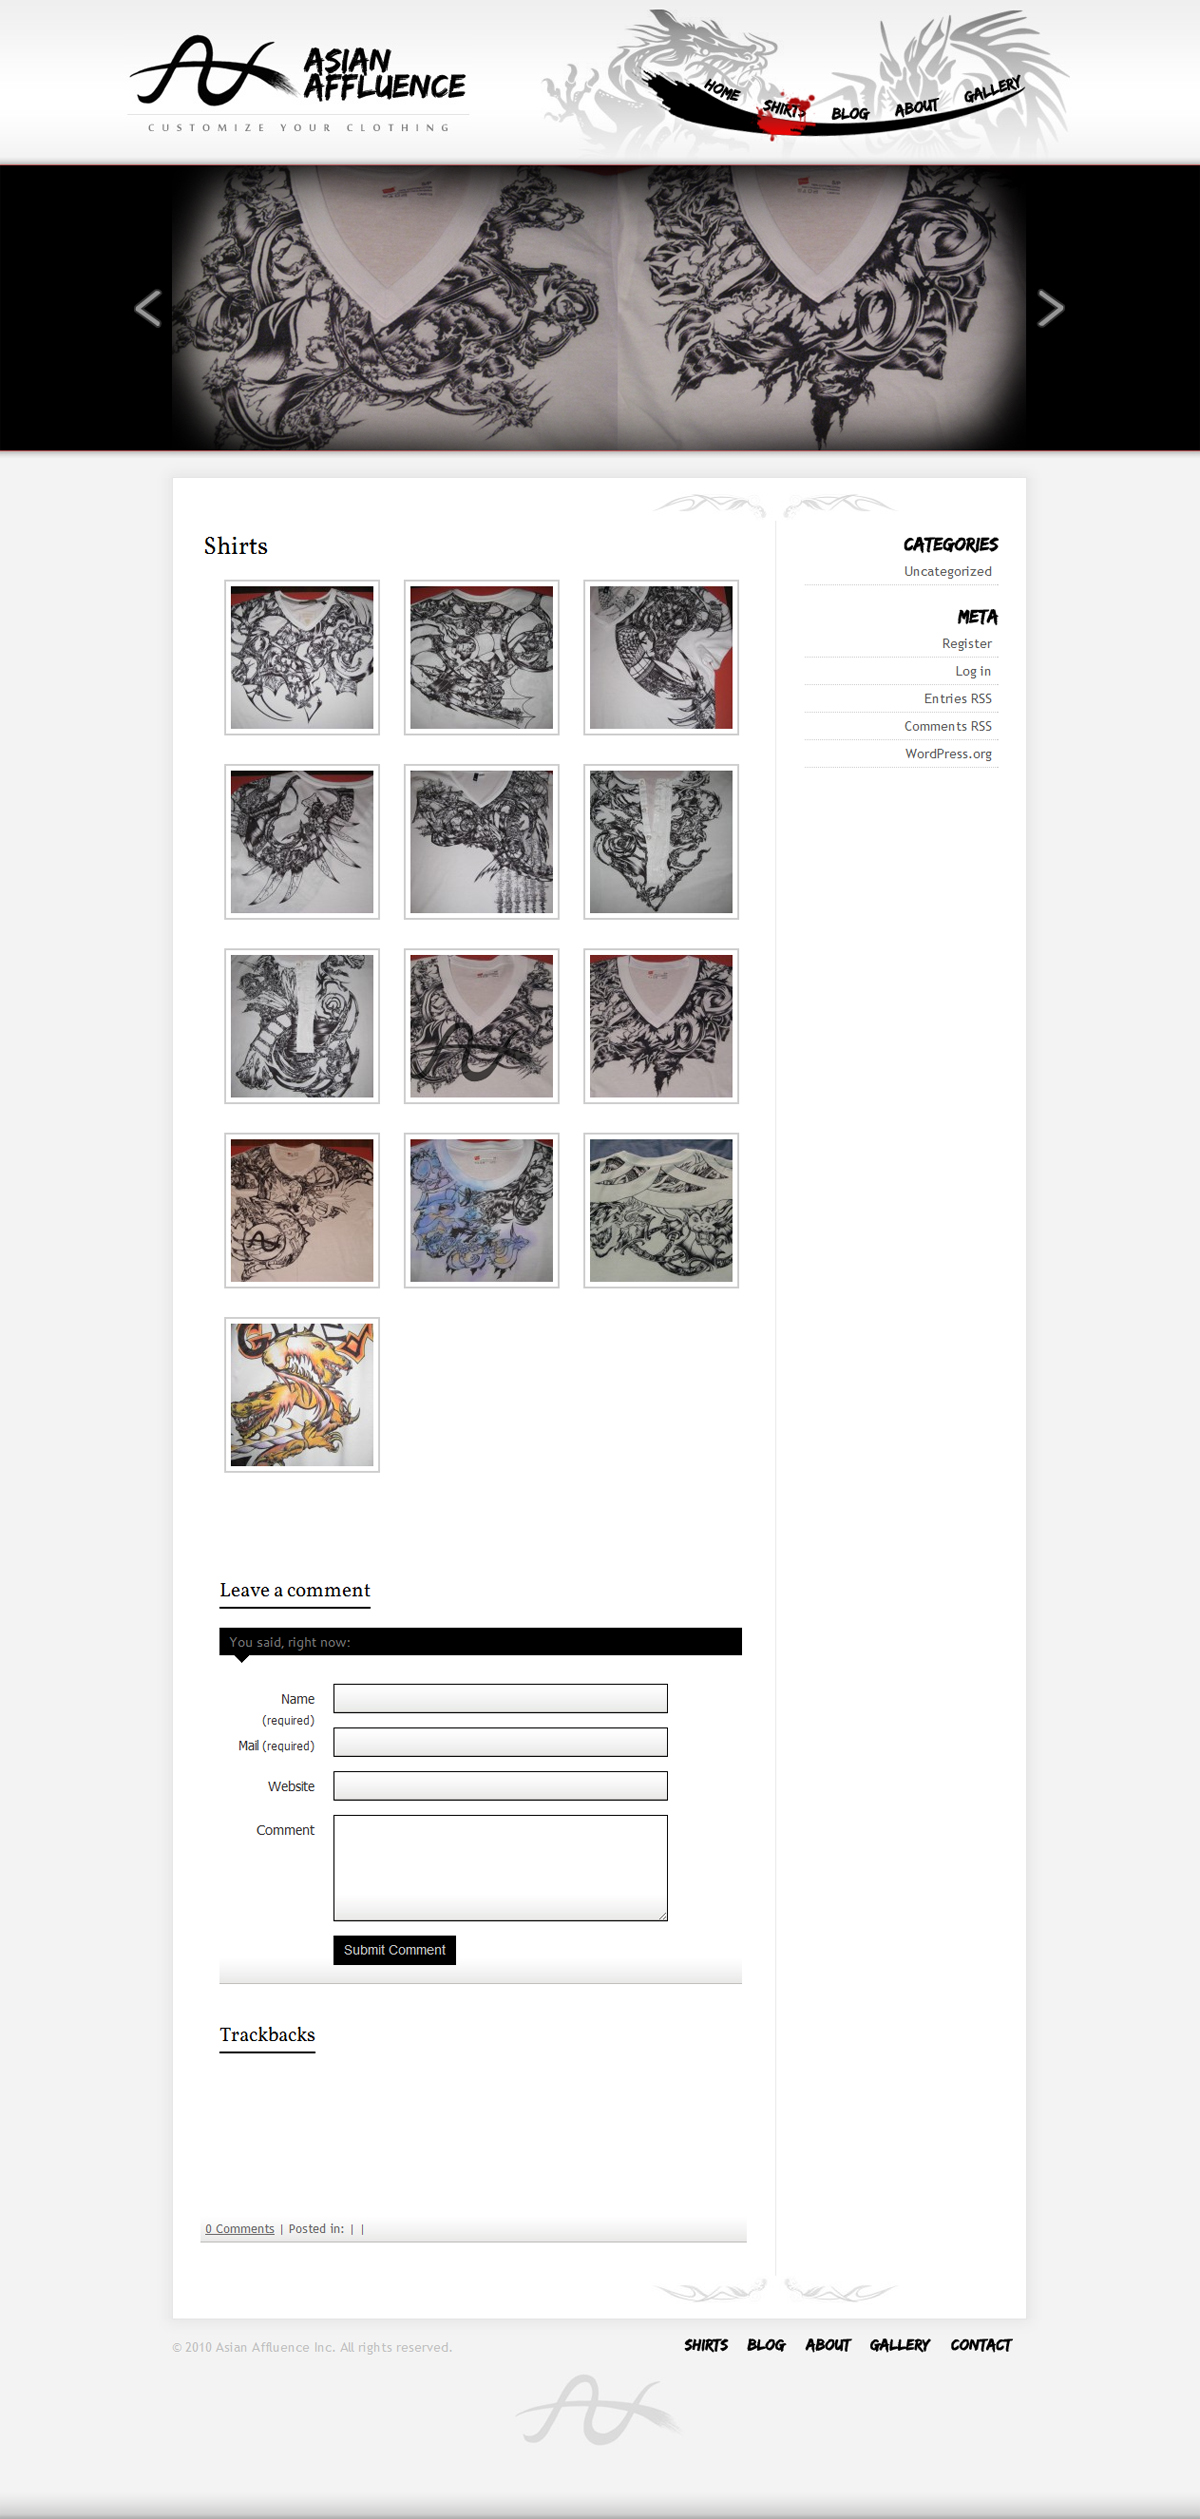 ASIAN
AFFLUENCE
CUSTOMIZE YOUR CLOTHING
HOME
SHIRTS
BLOG
ABOUT
GALLERY
Shirts
CATEGORIES
Uncategorized
META
Register
Log in
Entries RSS
Comments RSS
WordPress.org
Leave a comment
You said, right now:
Name
(required)
Mail (required)
Website
Comment
Submit Comment
Trackbacks
0 Comments | Posted in: | |
© 2010 Asian Affluence Inc. All rights reserved.
SHIRTS BLOG ABOUT GALLERY CONTACT